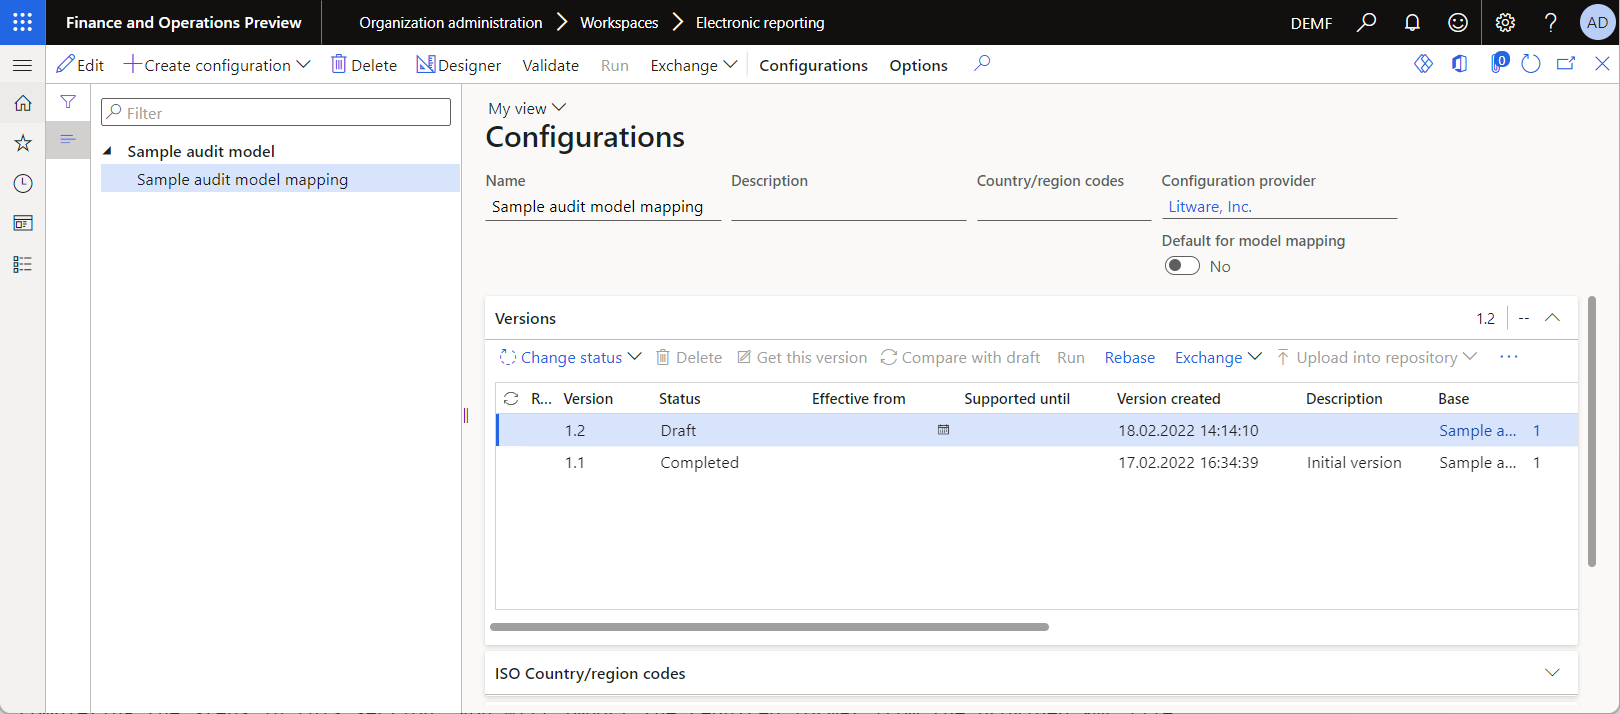 Finance and Operations Preview
Organization administration > Workspaces > Electronic reporting
DEMF
AD
Edit
Create configuration
Delete
Designer
Validate
Run
Exchange
Configurations
Options
0
Filter
Sample audit model
Sample audit model mapping
My view
Configurations
Name
Description
Country/region codes
Configuration provider
Sample audit model mapping
Litware, Inc.
Default for model mapping
No
Versions
1.2
--
Change status
Delete
Get this version
Compare with draft
Run
Rebase
Exchange
Upload into repository
...
R... Version Status Effective from Supported until Version created Description Base
1.2 Draft 18.02.2022 14:14:10 Sample a... 1
1.1 Completed 17.02.2022 16:34:39 Initial version Sample a... 1
ISO Country/region codes